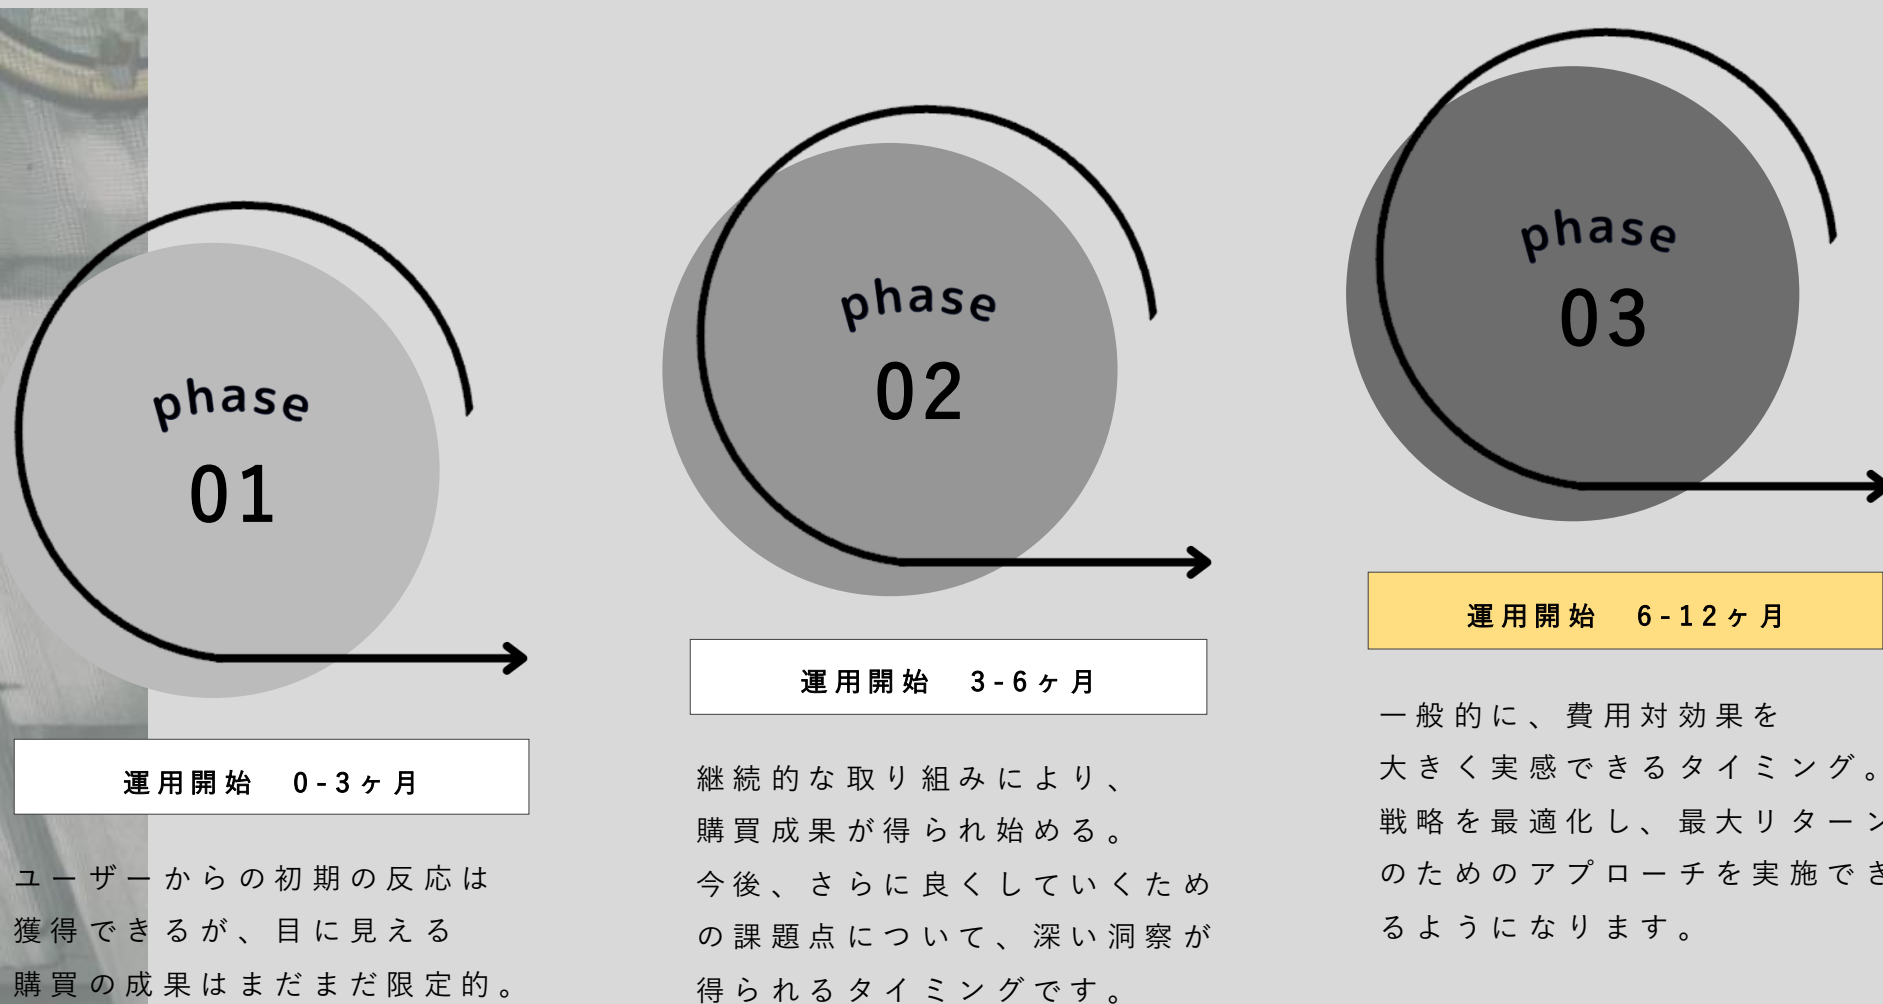 phase
01
運用開始 0-3ヶ月
ユーザーからの初期の反応は
獲得できるが、目に見える
購買の成果はまだまだ限定的。
phase
02
運用開始 3-6ヶ月
継続的な取り組みにより、
購買成果が得られ始める。
今後、さらに良くしていくため
の課題点について、深い洞察が
得られるタイミングです。
phase
03
運用開始 6-12ヶ月
一般的に、費用対効果を
大きく実感できるタイミング。
戦略を最適化し、最大リターン
のためのアプローチを実施でき
るようになります。